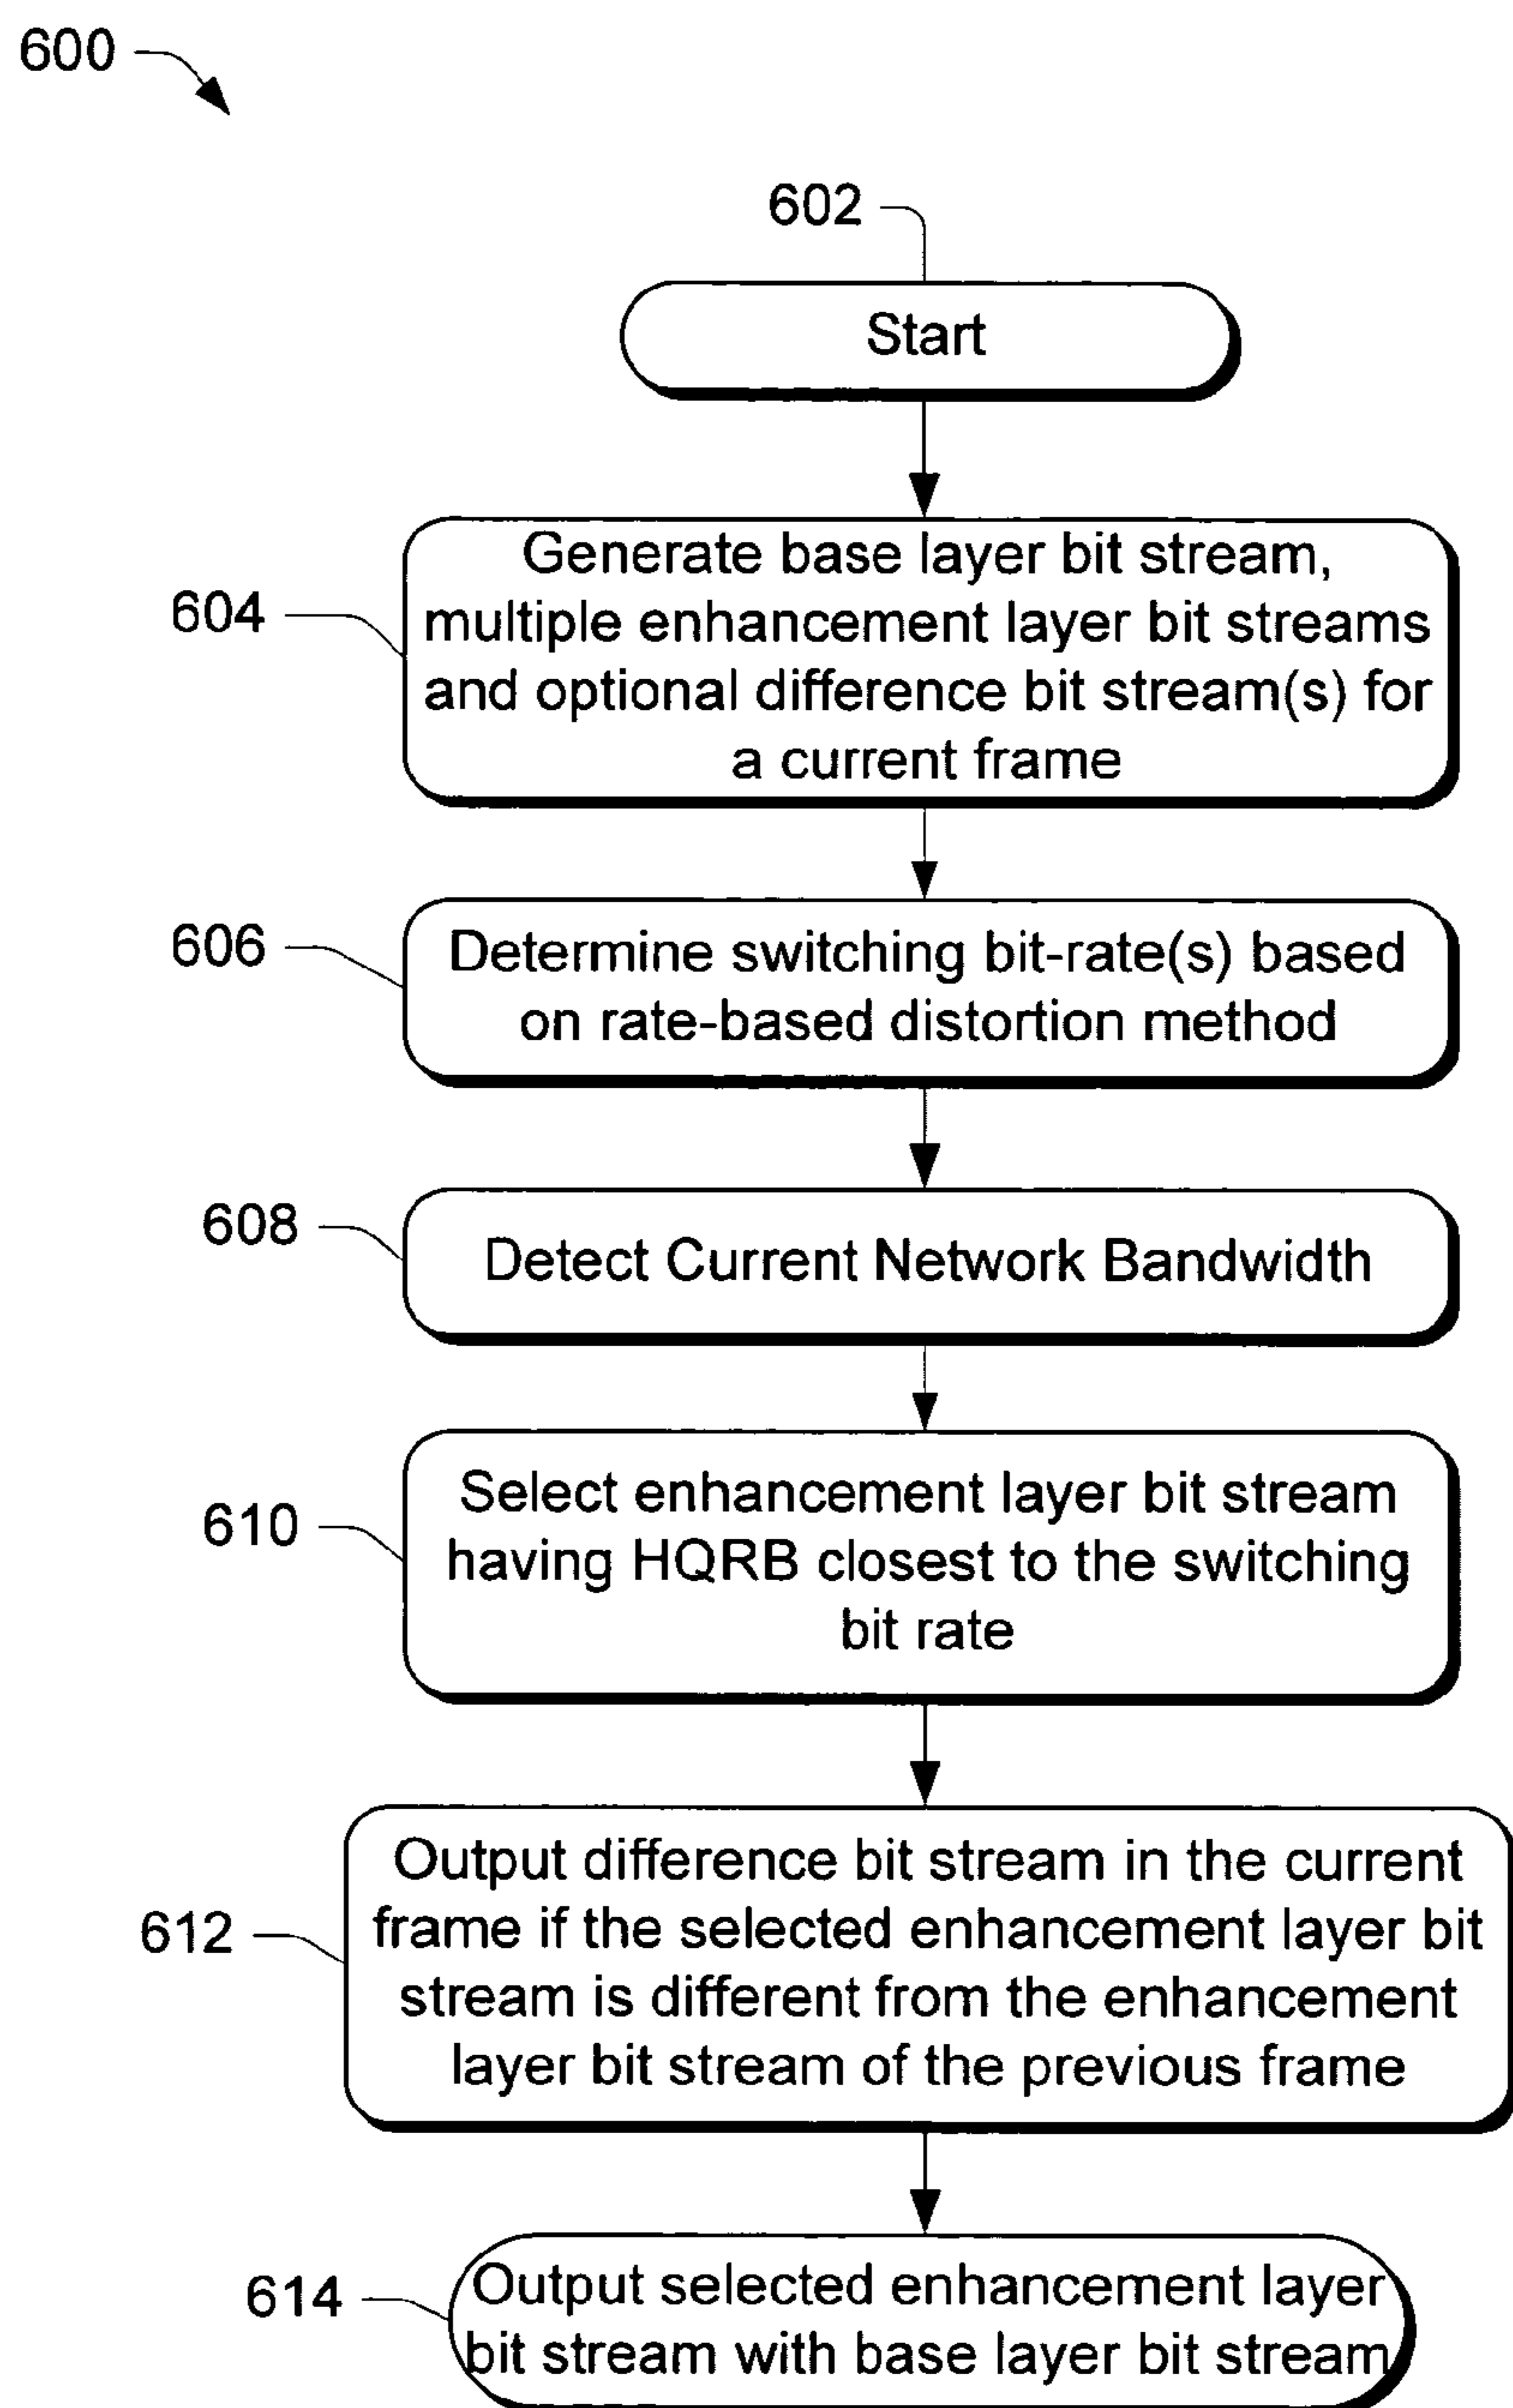 600
602
Start
604
Generate base layer bit stream,
multiple enhancement layer bit streams
and optional difference bit stream(s) for
a current frame
606
Determine switching bit-rate(s) based
on rate-based distortion method
608
Detect Current Network Bandwidth
610
Select enhancement layer bit stream
having HQRB closest to the switching
bit rate
612
Output difference bit stream in the current
frame if the selected enhancement layer bit
stream is different from the enhancement
layer bit stream of the previous frame
614
Output selected enhancement layer
bit stream with base layer bit stream